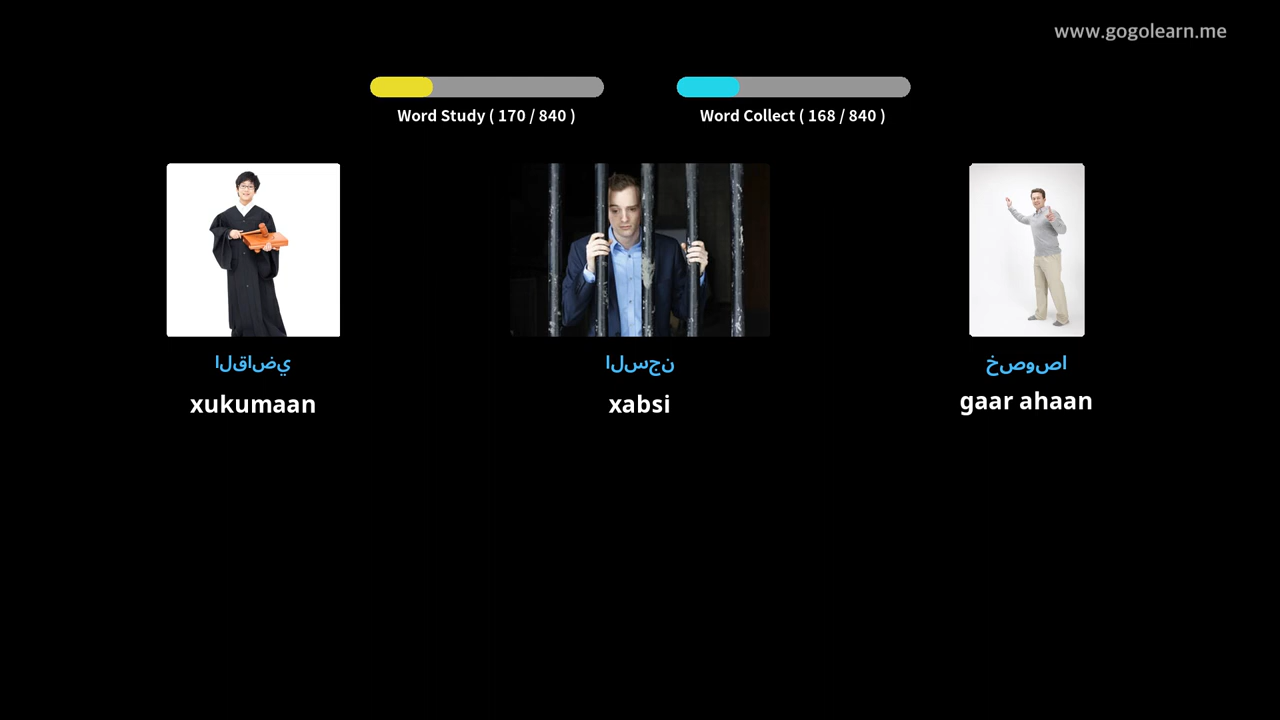 www.gogolearn.me
Word Study ( 170 / 840 )
Word Collect ( 168 / 840 )
القاضي
السجن
خصوصا
xukumaan
xabsi
gaar ahaan